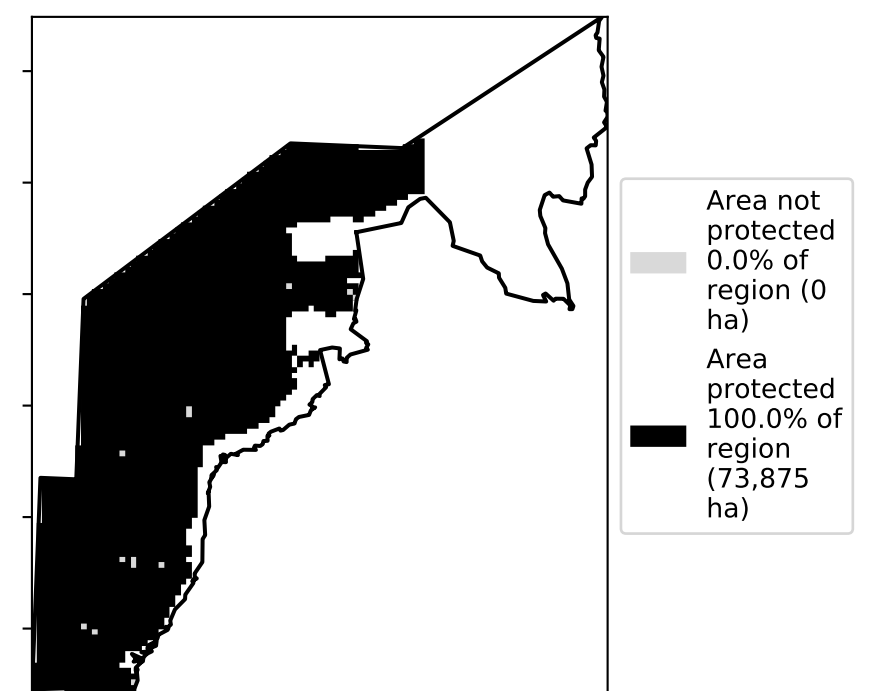 Area not
protected
0.0% of
region (0
ha)
Area
protected
100.0% of
region
(73,875
ha)